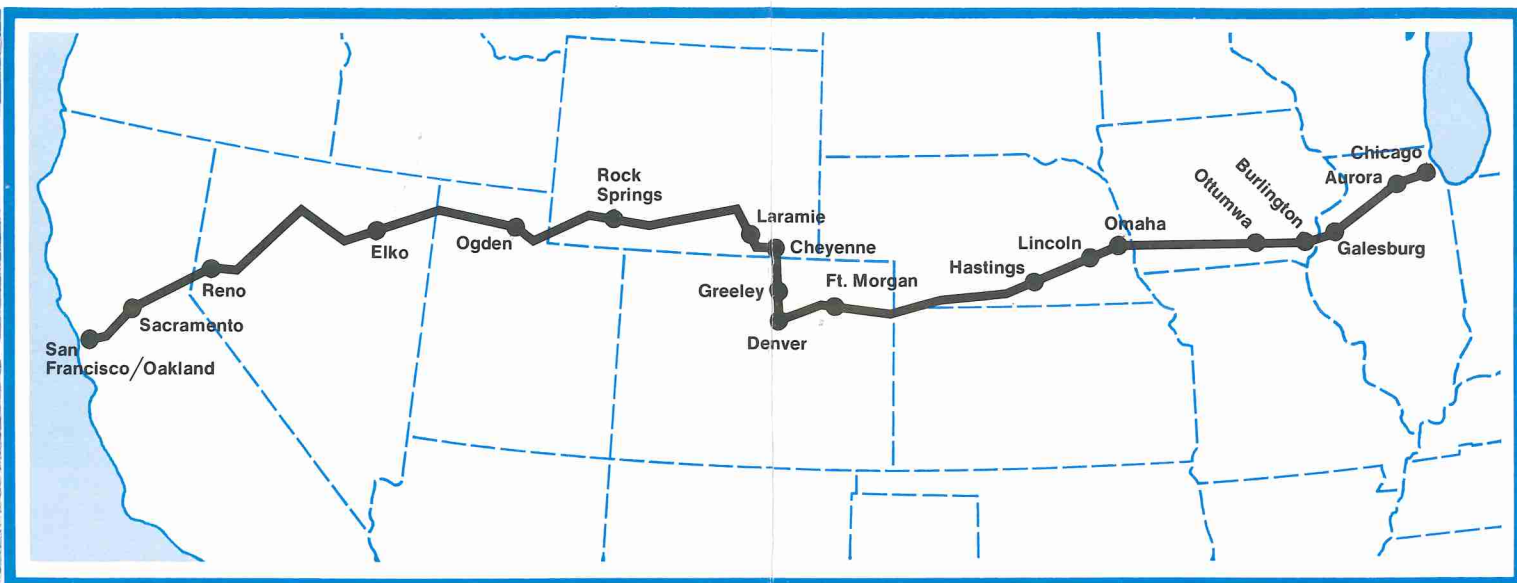 San
Francisco/Oakland
Sacramento
Reno
Elko
Ogden
Rock
Springs
Laramie
Cheyenne
Greeley
Denver
Ft. Morgan
Hastings
Lincoln
Omaha
Ottumwa
Burlington
Galesburg
Aurora
Chicago